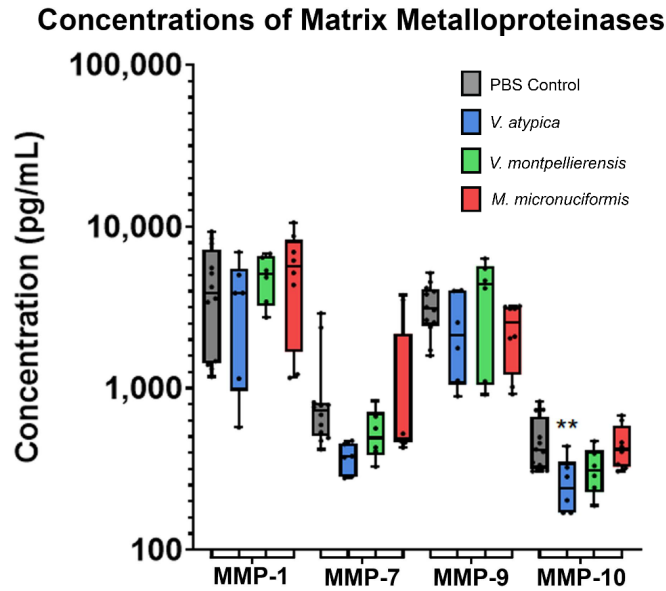 Concentrations of Matrix Metalloproteinases
Concentration (pg/mL)
100,000
10,000
1,000
100
PBS Control
V. atypica
V. montpellierensis
M. micronuciformis
**
MMP-1
MMP-7
MMP-9
MMP-10